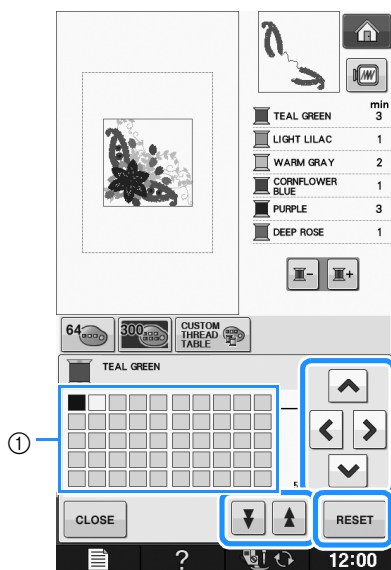 min
TEAL GREEN 3
LIGHT LILAC 1
WARM GRAY 2
CORNFLOWER
BLUE 1
PURPLE 3
DEEP ROSE 1
64
300
CUSTOM
THREAD
TABLE
TEAL GREEN
①
5
CLOSE
RESET
?
12:00